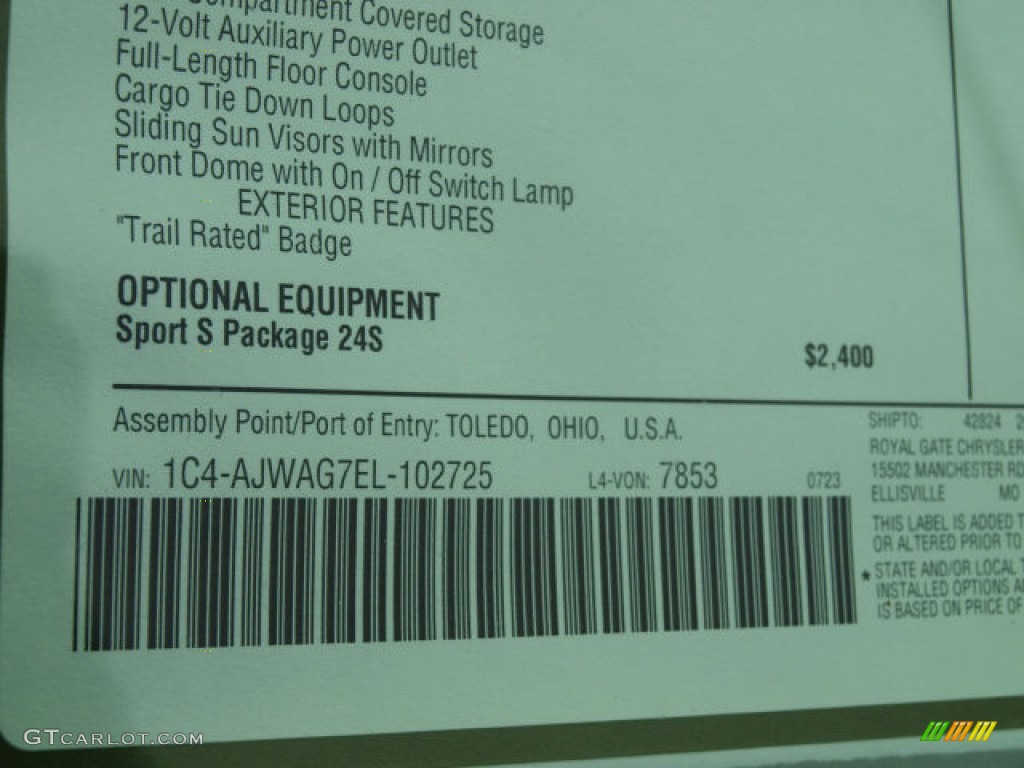 Compartment Covered Storage
12-Volt Auxiliary Power Outlet
Full-Length Floor Console
Cargo Tie Down Loops
Sliding Sun Visors with Mirrors
Front Dome with On / Off Switch Lamp
EXTERIOR FEATURES
"Trail Rated" Badge
OPTIONAL EQUIPMENT
Sport S Package 24S
$2,400
Assembly Point/Port of Entry: TOLEDO, OHIO, U.S.A.
VIN: 1C4-AJWAG7EL-102725 L4-VON: 7853 0723
SHIPTO: 42824
ROYAL GATE CHRYSLER
15502 MANCHESTER RD
ELLISVILLE MO
THIS LABEL IS ADDED
OR ALTERED PRIOR TO
* STATE AND/OR LOCAL
INSTALLED OPTIONS
IS BASED ON PRICE OF
GTCARLOT.COM